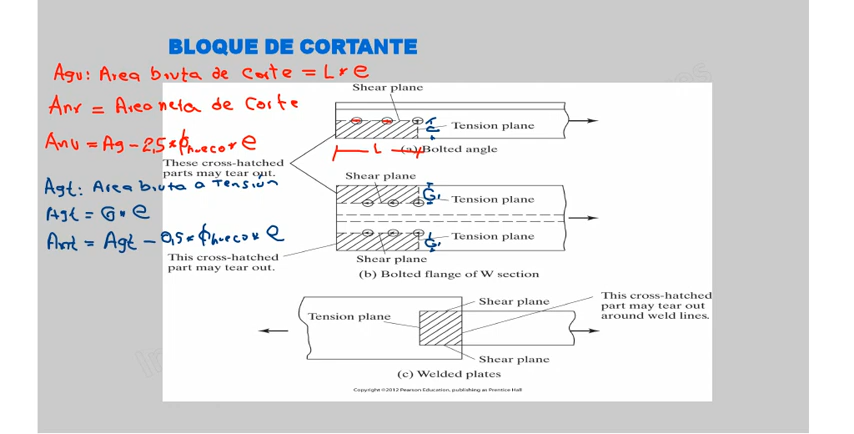 BLOQUE DE CORTANTE
Agv: Area bruta de Corte = L * e
Anv = Area neta de Corte
Anv = Ag - 2,5 * ϕhueco * e
Agt: Area bruta a Tensión
Agt = G * e
Ant = Agt - 0,5 * ϕhueco * e
Shear plane
Tension plane
L
(a) Bolted angle
These cross-hatched
parts may tear out.
Shear plane
G1
Tension plane
G1
Tension plane
This cross-hatched
part may tear out.
Shear plane
(b) Bolted flange of W section
Shear plane
Tension plane
This cross-hatched
part may tear out
around weld lines.
Shear plane
(c) Welded plates
Copyright ©2012 Pearson Education, publishing as Prentice Hall